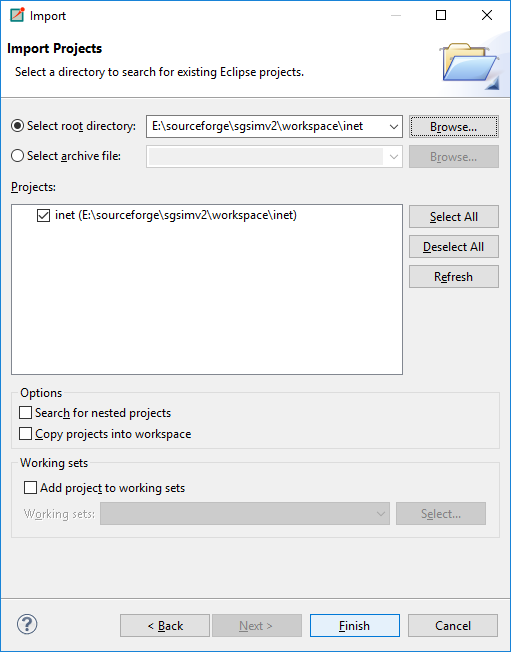 Import
Import Projects
Select a directory to search for existing Eclipse projects.
Select root directory: E:\sourceforge\sgsimv2\workspace\inet Browse...
Select archive file: Browse...
Projects:
inet (E:\sourceforge\sgsimv2\workspace\inet)
Select All
Deselect All
Refresh
Options
Search for nested projects
Copy projects into workspace
Working sets
Add project to working sets
Working sets: Select...
? < Back Next > Finish Cancel